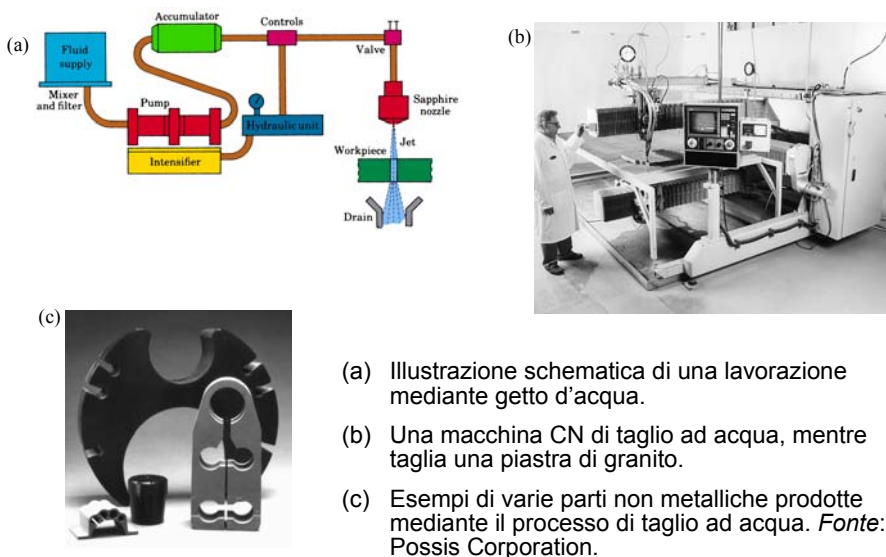 (a)
Accumulator
Controls
Valve
Fluid
supply
Mixer
and filter
Pump
Intensifier
Hydraulic unit
Sapphire
nozzle
Jet
Workpiece
Drain
(b)
(c)
(a) Illustrazione schematica di una lavorazione
mediante getto d'acqua.
(b) Una macchina CN di taglio ad acqua, mentre
taglia una piastra di granito.
(c) Esempi di varie parti non metalliche prodotte
mediante il processo di taglio ad acqua. Fonte:
Possis Corporation.